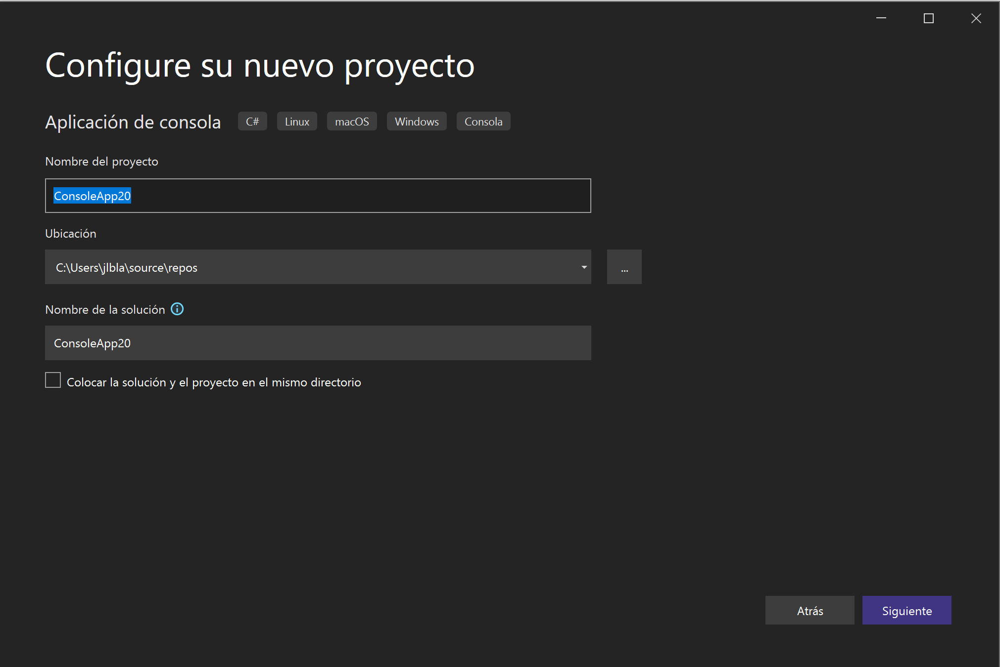 Configure su nuevo proyecto
Aplicación de consola C# Linux macOS Windows Consola
Nombre del proyecto
ConsoleApp20
Ubicación
C:\Users\jlbla\source\repos
...
Nombre de la solución
ConsoleApp20
Colocar la solución y el proyecto en el mismo directorio
Atrás Siguiente